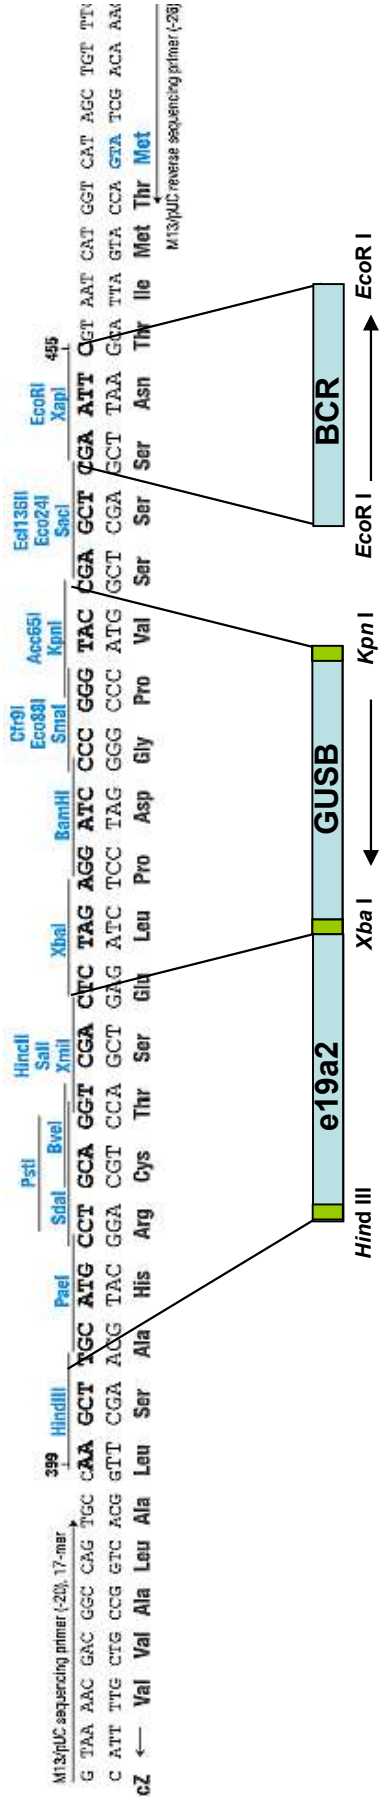 PstI
HincII
Cfr9I
Ecl136II
SdaI BveI
SalI
Eco88I
Acc65I
Eco24I
EcoRI
M13/pUC sequencing primer (-20), 17-mer
399
HindIII
PaeI
XmiI
XbaI
BamHI
SmaI
KpnI
SacI
XapI
455
G TAA AAC GAC GGC CAG TGC CAA GCT TGC ATG CCT GCA GGT CGA CTC TAG AGG ATC CCC GGG TAC CGA GCT CGA ATT CGT AAT CAT GGT CAT AGC TGT
C ATT TTG CTG CCG GTC ACG GTT CGA ACG TAC GGA CGT CCA GCT GAG ATC TCC TAG GGG CCC ATG GCT CGA GCT TAA GCA TTA GTA CCA GTA TCG ACA
cZ ← Val Val Ala Leu Ala Leu Ser Ala His Arg Cys Thr Ser Glu Leu Pro Asp Gly Pro Val Ser Ser Ser Asn Thr Ile Met Thr Met
M13/pUC reverse sequencing primer (-26)
e19a2 GUSB BCR
Hind III Xba I Kpn I EcoR I EcoR I